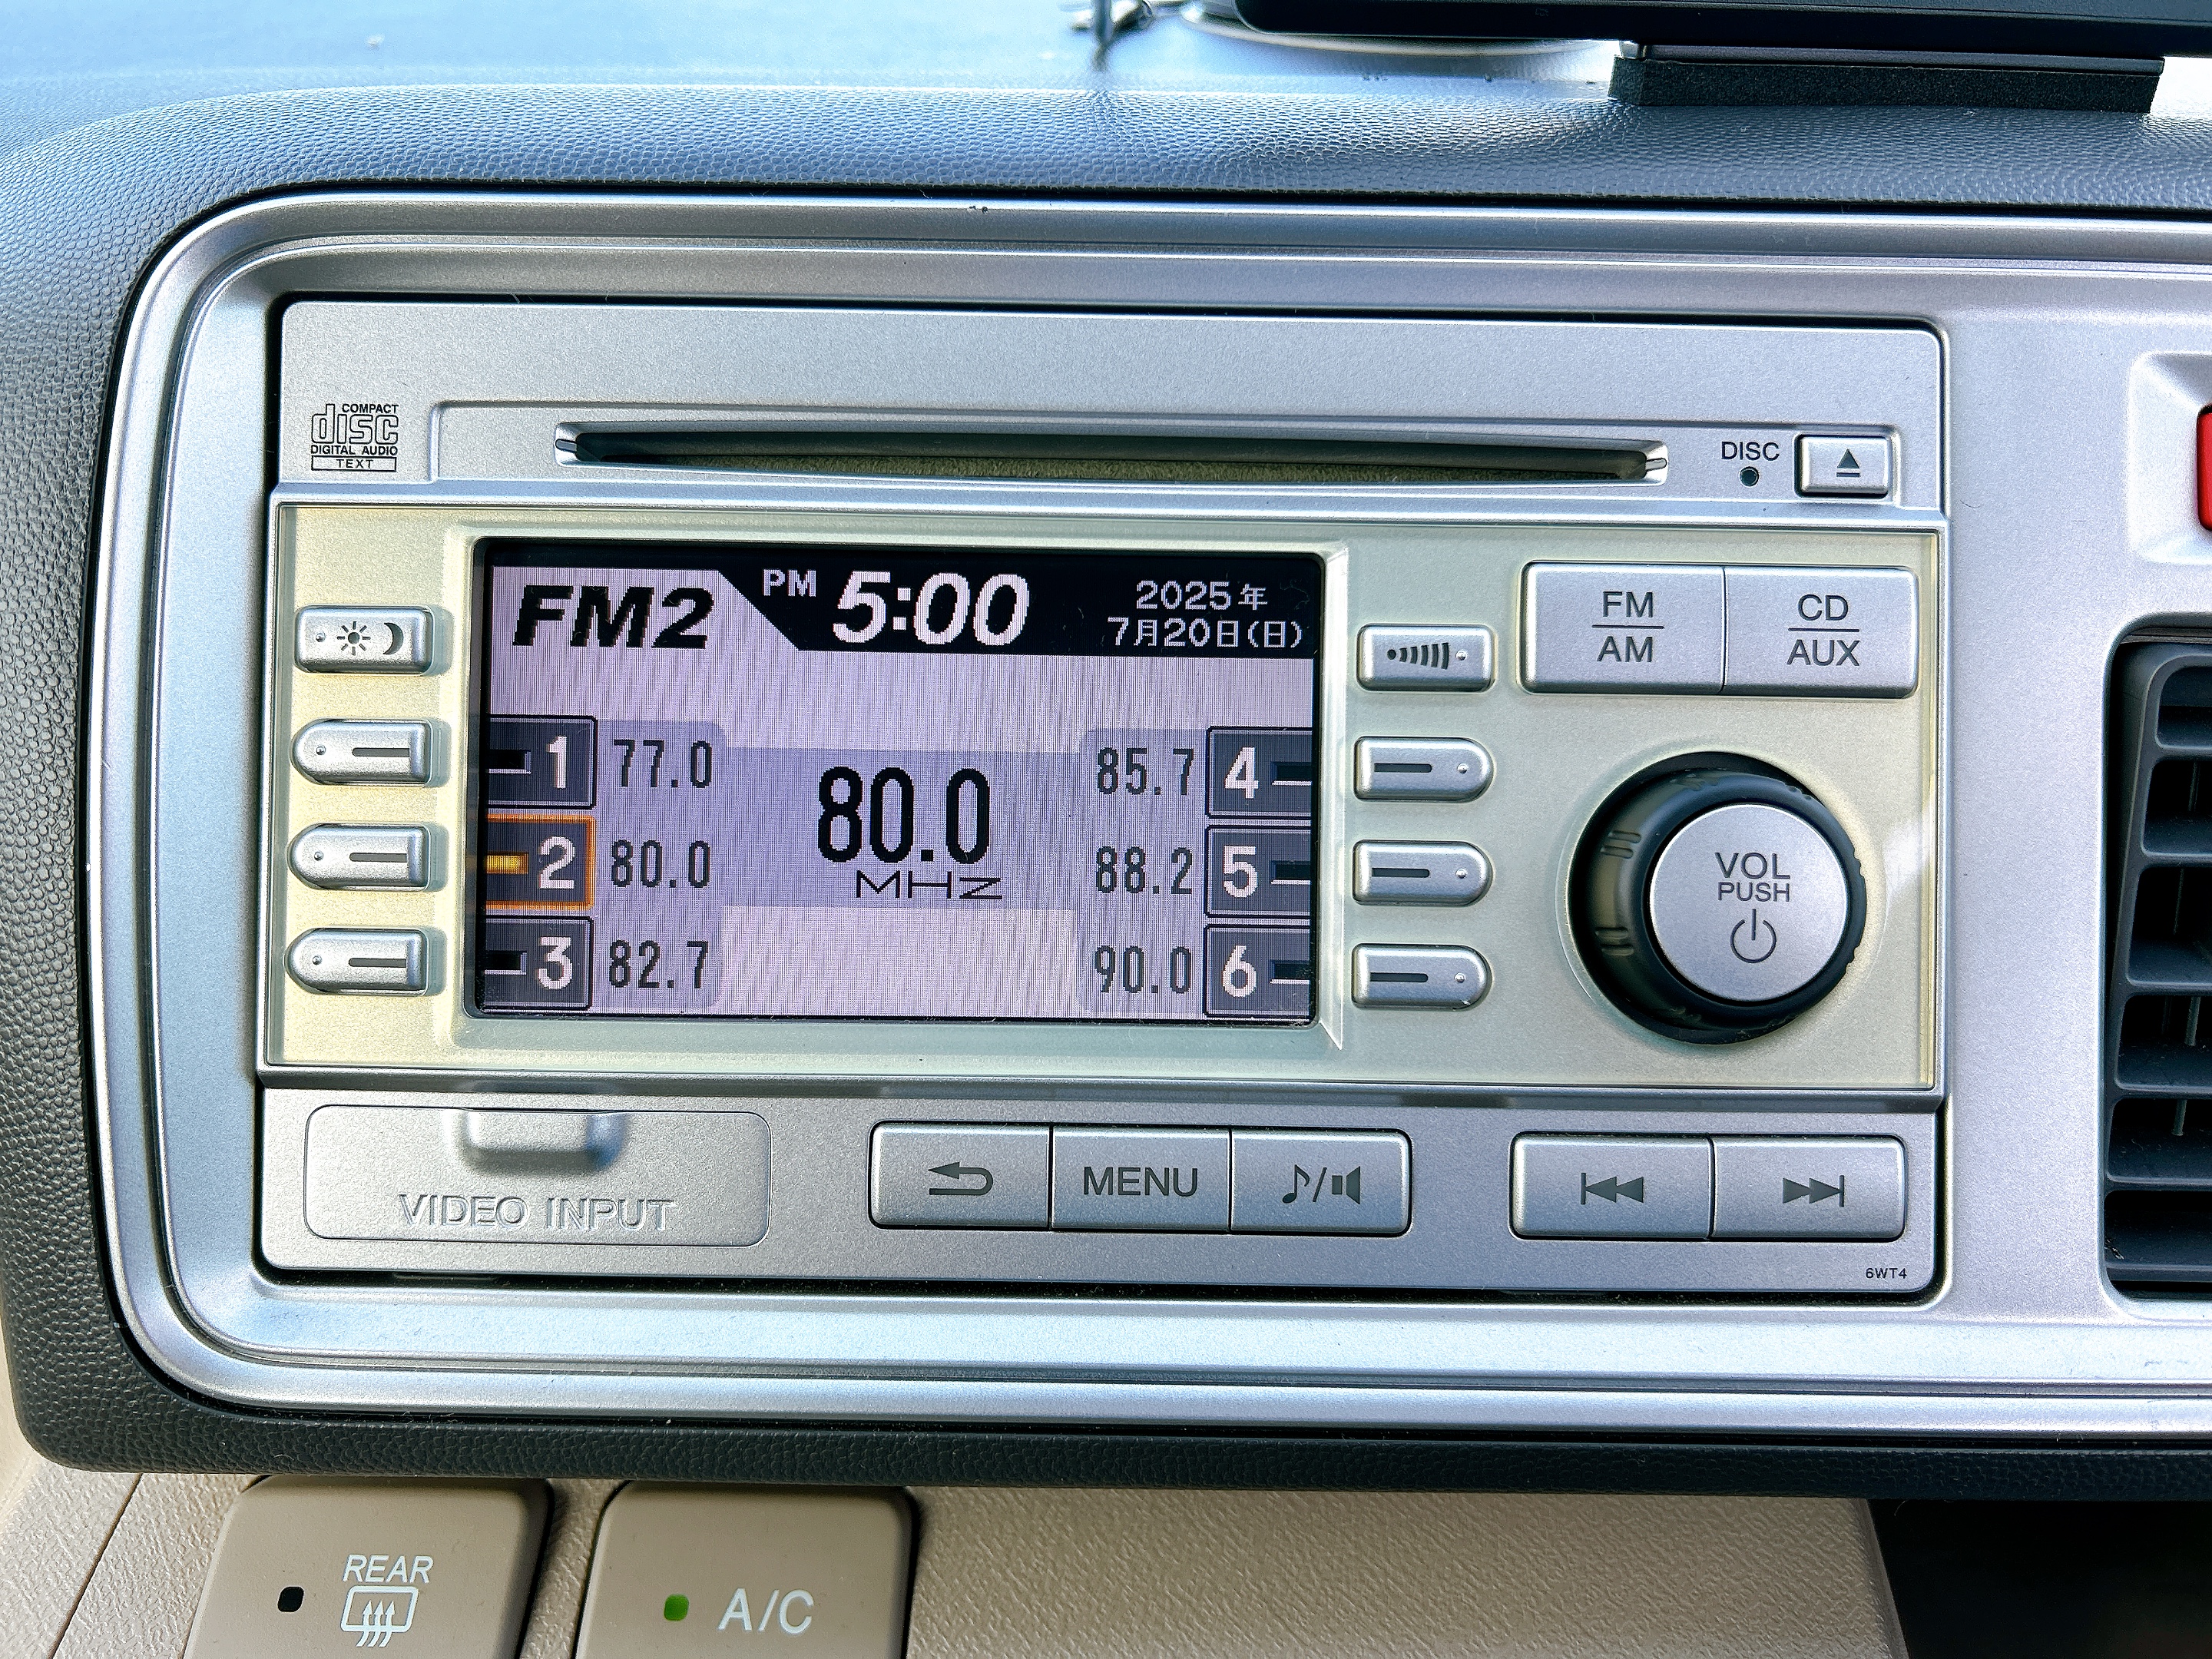 COMPACT
disc
DIGITAL AUDIO
TEXT
DISC
FM2
PM 5:00
2025年
7月20日(日)
FM
AM
CD
AUX
1 77.0
2 80.0
3 82.7
80.0
MHz
85.7 4
88.2 5
90.0 6
VOL
PUSH
VIDEO INPUT
MENU
6WT4
REAR
A/C